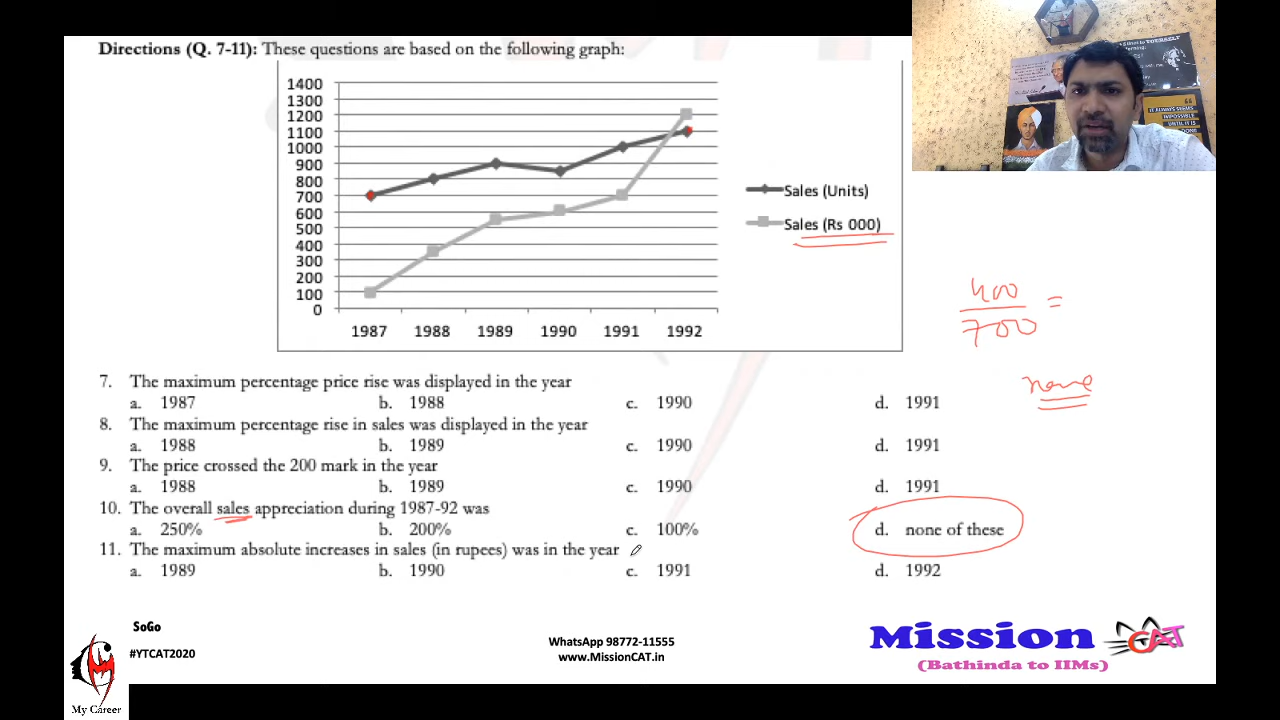 Directions (Q. 7-11): These questions are based on the following graph:
1400
1300
1200
1100
1000
900
800
700
600
500
400
300
200
100
0
1987 1988 1989 1990 1991 1992
Sales (Units)
Sales (Rs 000)
400
700 =
none
7. The maximum percentage price rise was displayed in the year
a. 1987 b. 1988 c. 1990 d. 1991
8. The maximum percentage rise in sales was displayed in the year
a. 1988 b. 1989 c. 1990 d. 1991
9. The price crossed the 200 mark in the year
a. 1988 b. 1989 c. 1990 d. 1991
10. The overall sales appreciation during 1987-92 was
a. 250% b. 200% c. 100% d. none of these
11. The maximum absolute increases in sales (in rupees) was in the year
a. 1989 b. 1990 c. 1991 d. 1992
SoGo
#YTCAT2020
My Career
WhatsApp 98772-11555
www.MissionCAT.in
Mission CAT
(Bathinda to IIMs)